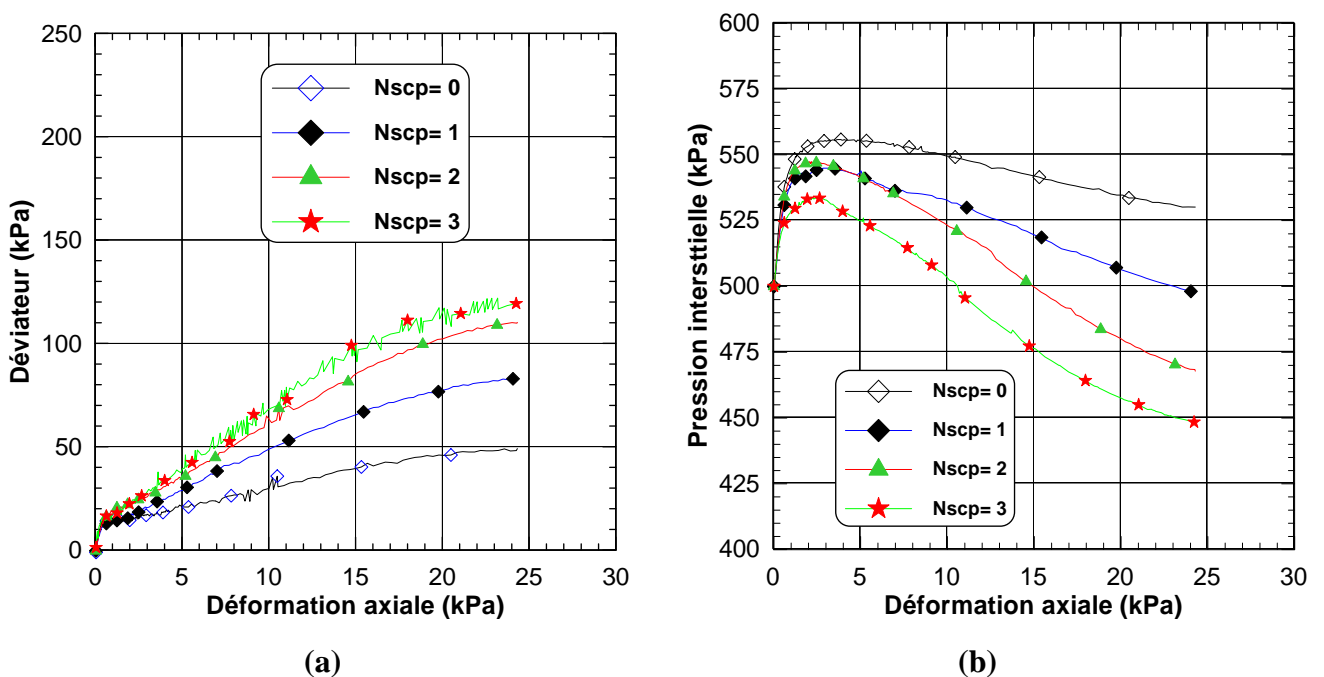 250
200
150
100
50
0
0 5 10 15 20 25 30
Déviateur (kPa)
Déformation axiale (kPa)
Nscp= 0
Nscp= 1
Nscp= 2
Nscp= 3
(a)
600
575
550
525
500
475
450
425
400
0 5 10 15 20 25 30
Pression intersttielle (kPa)
Déformation axiale (kPa)
Nscp= 0
Nscp= 1
Nscp= 2
Nscp= 3
(b)